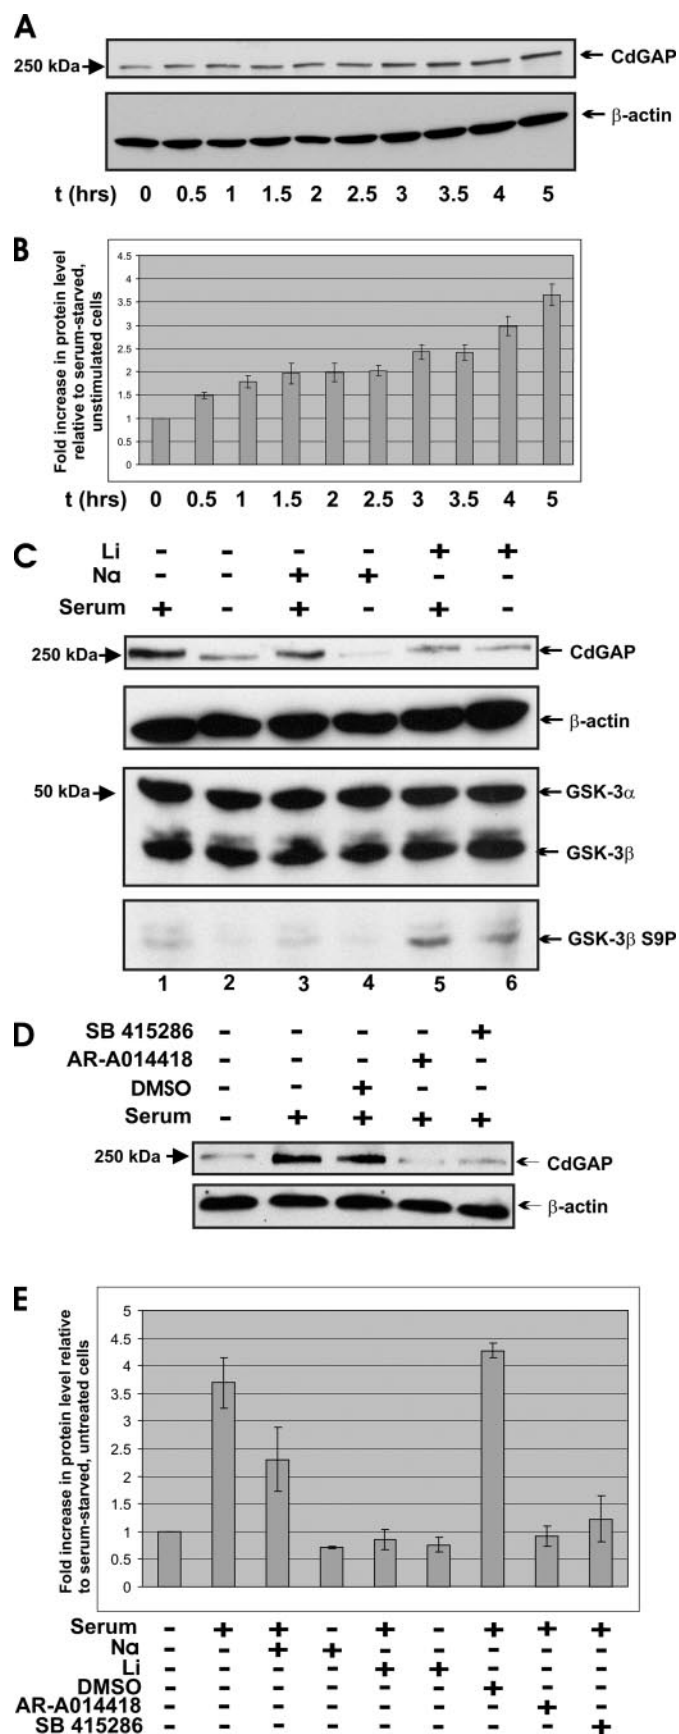 A
250 kDa
CdGAP
β-actin
t (hrs) 0 0.5 1 1.5 2 2.5 3 3.5 4 5
B
Fold increase in protein level
relative to serum-starved,
unstimulated cells
4.5
4
3.5
3
2.5
2
1.5
1
0.5
0
t (hrs) 0 0.5 1 1.5 2 2.5 3 3.5 4 5
C
Li - - - - + +
Na - - + + - -
Serum + - + - + -
250 kDa
CdGAP
β-actin
50 kDa
GSK-3α
GSK-3β
GSK-3β S9P
1 2 3 4 5 6
D
SB 415286 - - - - +
AR-A014418 - - - + -
DMSO - - + - -
Serum - + + + +
250 kDa
CdGAP
β-actin
E
Fold increase in protein level relative
to serum-starved, untreated cells
5
4.5
4
3.5
3
2.5
2
1.5
1
0.5
0
Serum - + + - + - + + +
Na - - + + - - - - -
Li - - - - + + - - -
DMSO - - - - - - + - -
AR-A014418 - - - - - - - + -
SB 415286 - - - - - - - - +